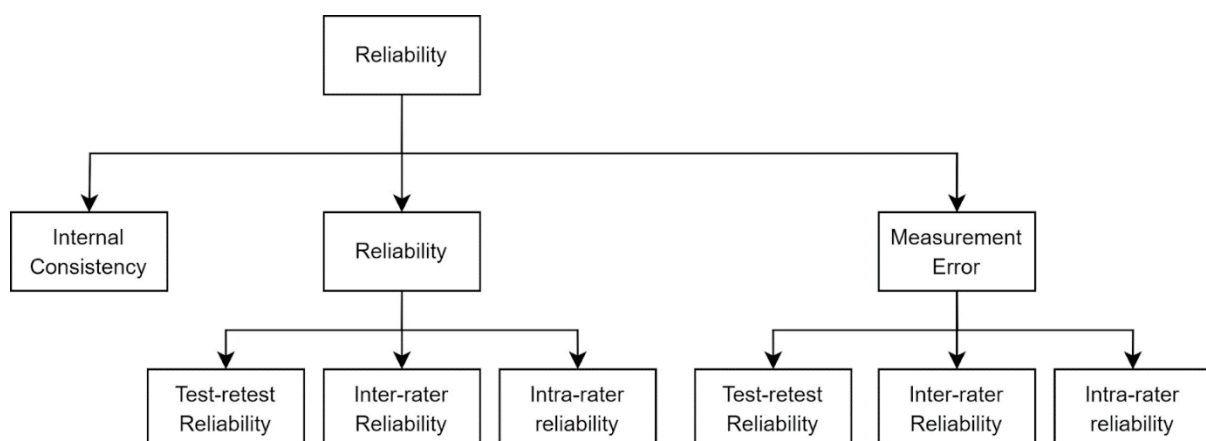 Reliability
Internal
Consistency
Reliability
Measurement
Error
Test-retest
Reliability
Inter-rater
Reliability
Intra-rater
reliability
Test-retest
Reliability
Inter-rater
Reliability
Intra-rater
reliability